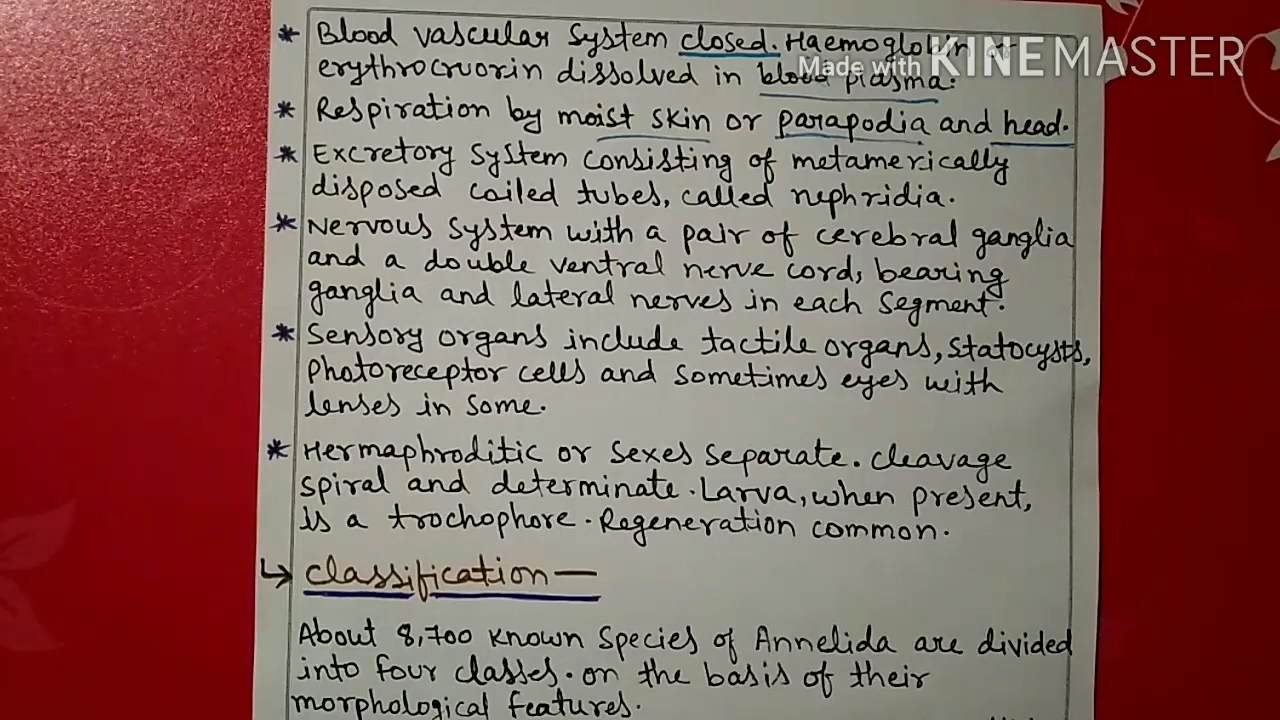 * Blood vascular system closed. Haemoglobin or
erythrocruorin dissolved in blood plasma.
Made with KINEMASTER
* Respiration by moist skin or parapodia and head.
* Excretory system consisting of metamerically
disposed coiled tubes, called nephridia.
* Nervous system with a pair of cerebral ganglia
and a double ventral nerve cord, bearing
ganglia and lateral nerves in each segment.
* Sensory organs include tactile organs, statocysts,
photoreceptor cells and sometimes eyes with
lenses in some.
* Hermaphroditic or sexes separate. cleavage
spiral and determinate. Larva, when present,
is a trochophore. Regeneration common.
↳ classification —
About 8,700 known species of Annelida are divided
into four classes. on the basis of their
morphological features.